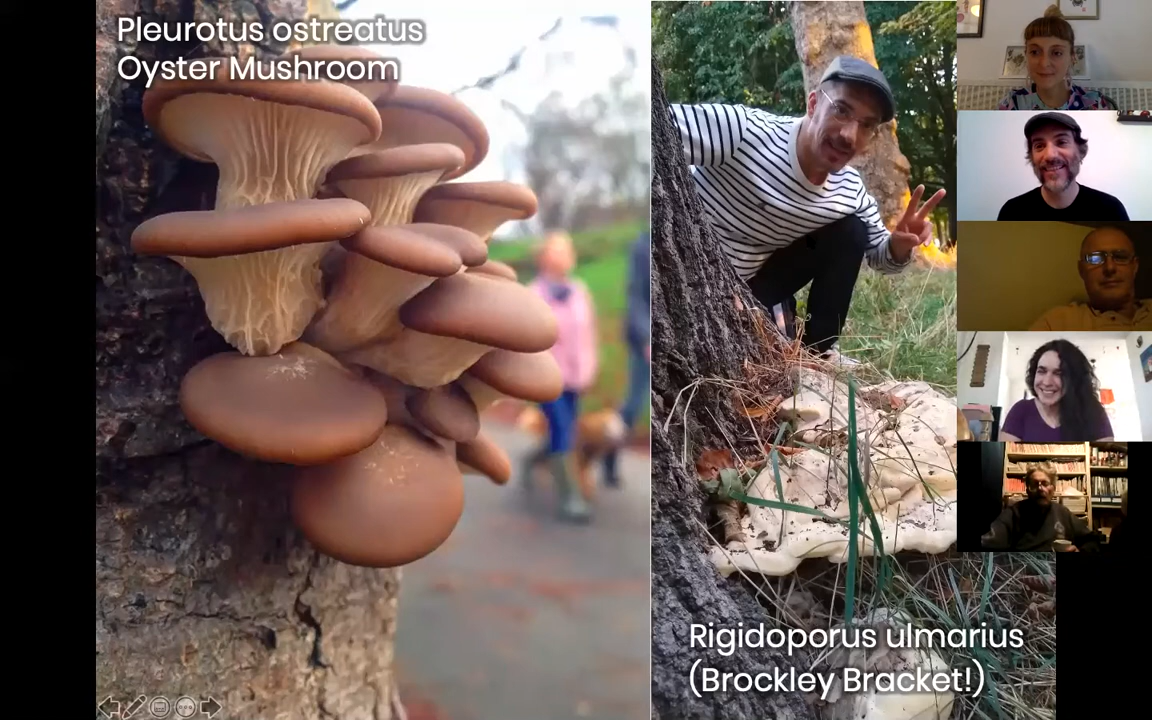 Pleurotus ostreatus
Oyster Mushroom
Rigidoporus ulmarius
(Brockley Bracket!)